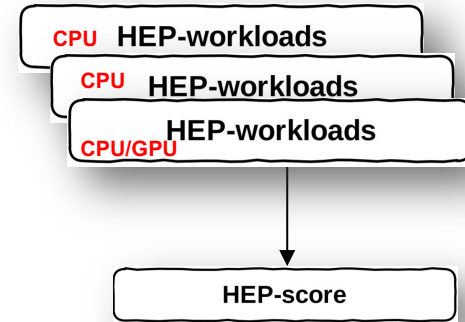 CPU HEP-workloads
CPU HEP-workloads
HEP-workloads
CPU/GPU
HEP-score